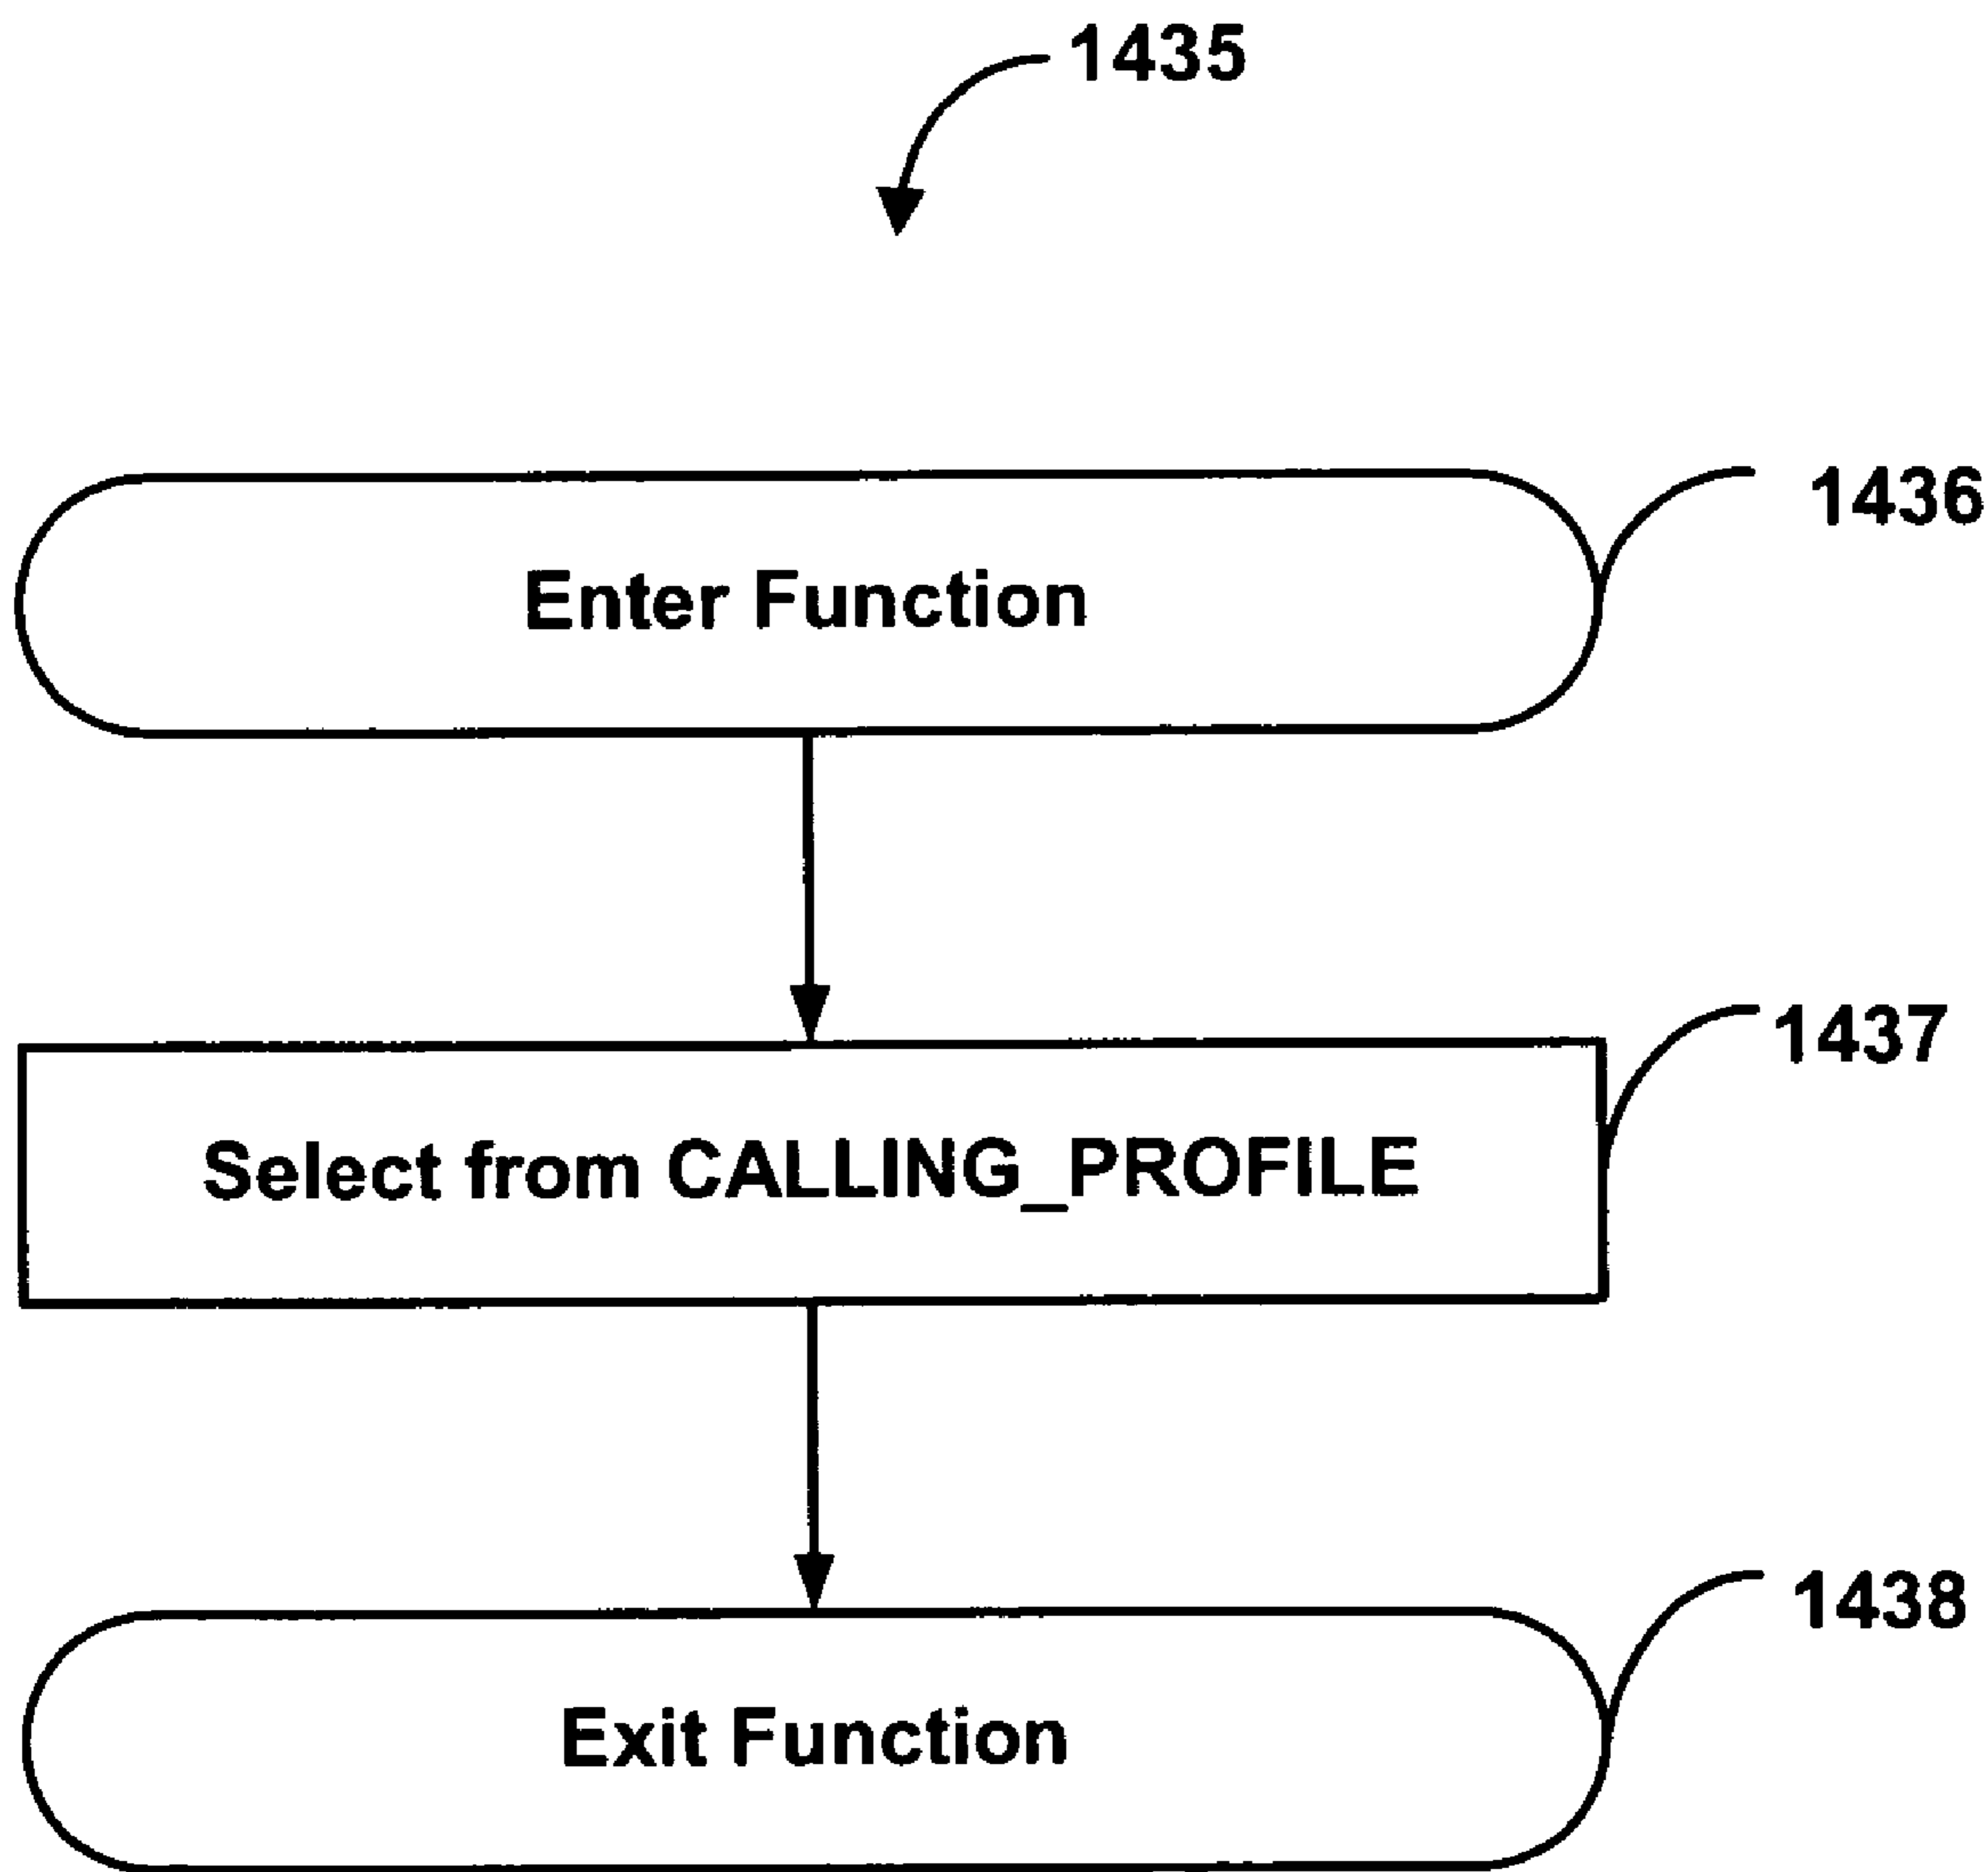 1435
1436
Enter Function
1437
Select from CALLING_PROFILE
1438
Exit Function